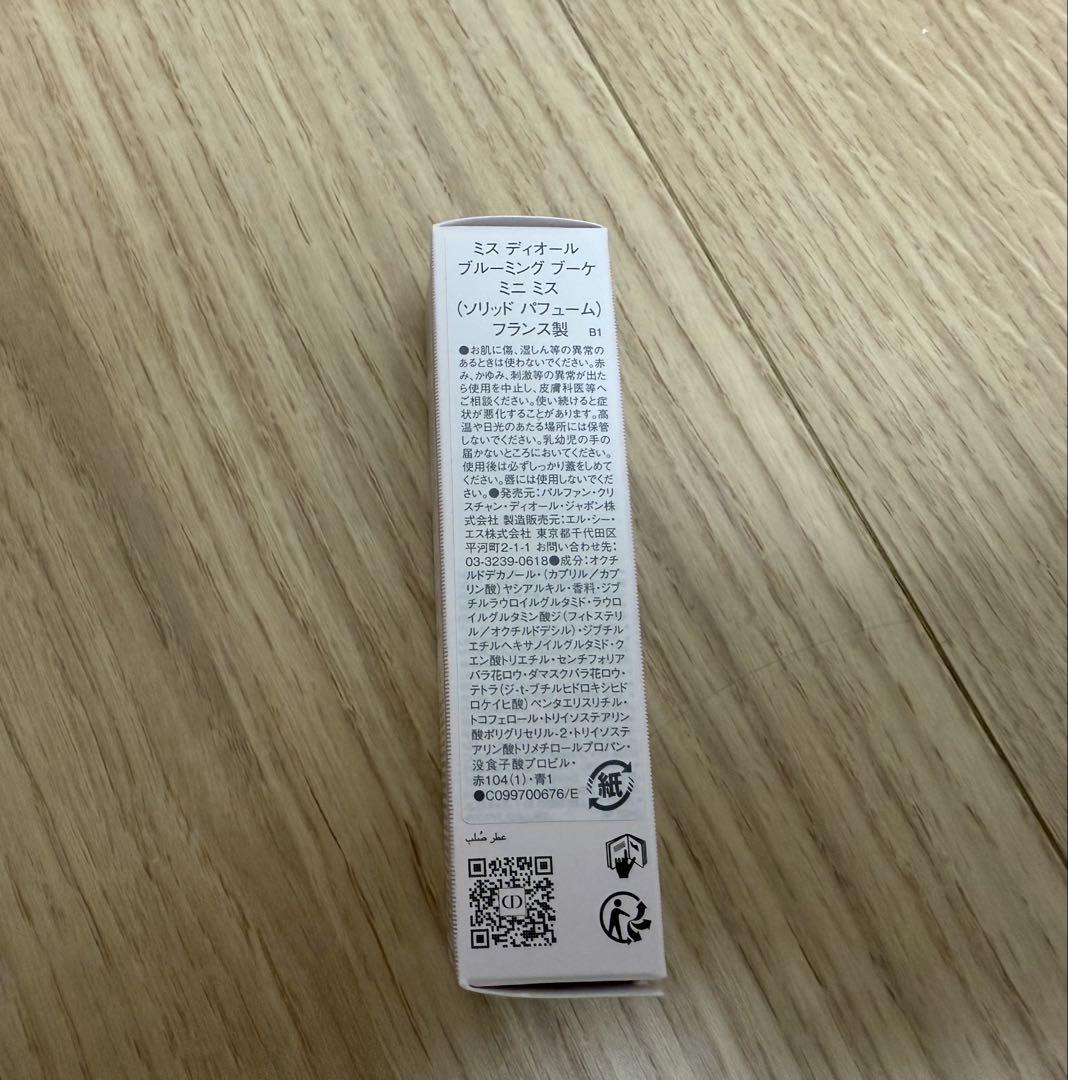 ミス ディオール
ブルーミング ブーケ
ミニ ミス
(ソリッド パフューム)
フランス製 B1
●お肌に傷、湿しん等の異常の
あるときは使わないでください。赤
み、かゆみ、刺激等の異常が出た
ら使用を中止し、皮膚科医等へ
ご相談ください。使い続けると症
状が悪化することがあります。高
温や日光のあたる場所には保管
しないでください。乳幼児の手の
届かないところにおいてください。
使用後は必ずしっかり蓋をしめて
ください。唇には使用しないでくだ
さい。●発売元:パルファン・クリ
スチャン・ディオール・ジャポン株
式会社 製造販売元:エル・シー・
エス株式会社 東京都千代田区
平河町2-1-1 お問い合わせ先:
03-3239-0618●成分:オクチ
ルドデカノール・(カプリル/カプ
リン酸)ヤシアルキル・香料・ジブ
チルラウロイルグルタミド・ラウロ
イルグルタミン酸ジ(フィトステリ
ル/オクチルドデシル)・ジブチル
エチルヘキサノイルグルタミド・ク
エン酸トリエチル・センチフォリア
バラ花ロウ・ダマスクバラ花ロウ・
テトラ(ジ-t-ブチルヒドロキシヒド
ロケイヒ酸)ペンタエリスリチル・
トコフェロール・トリイソステアリン
酸ポリグリセリル-2・トリイソステ
アリン酸トリメチロールプロパン・
没食子酸プロピル・
赤104(1)・青1
●C099700676/E
紙
عطر صُلب
CD